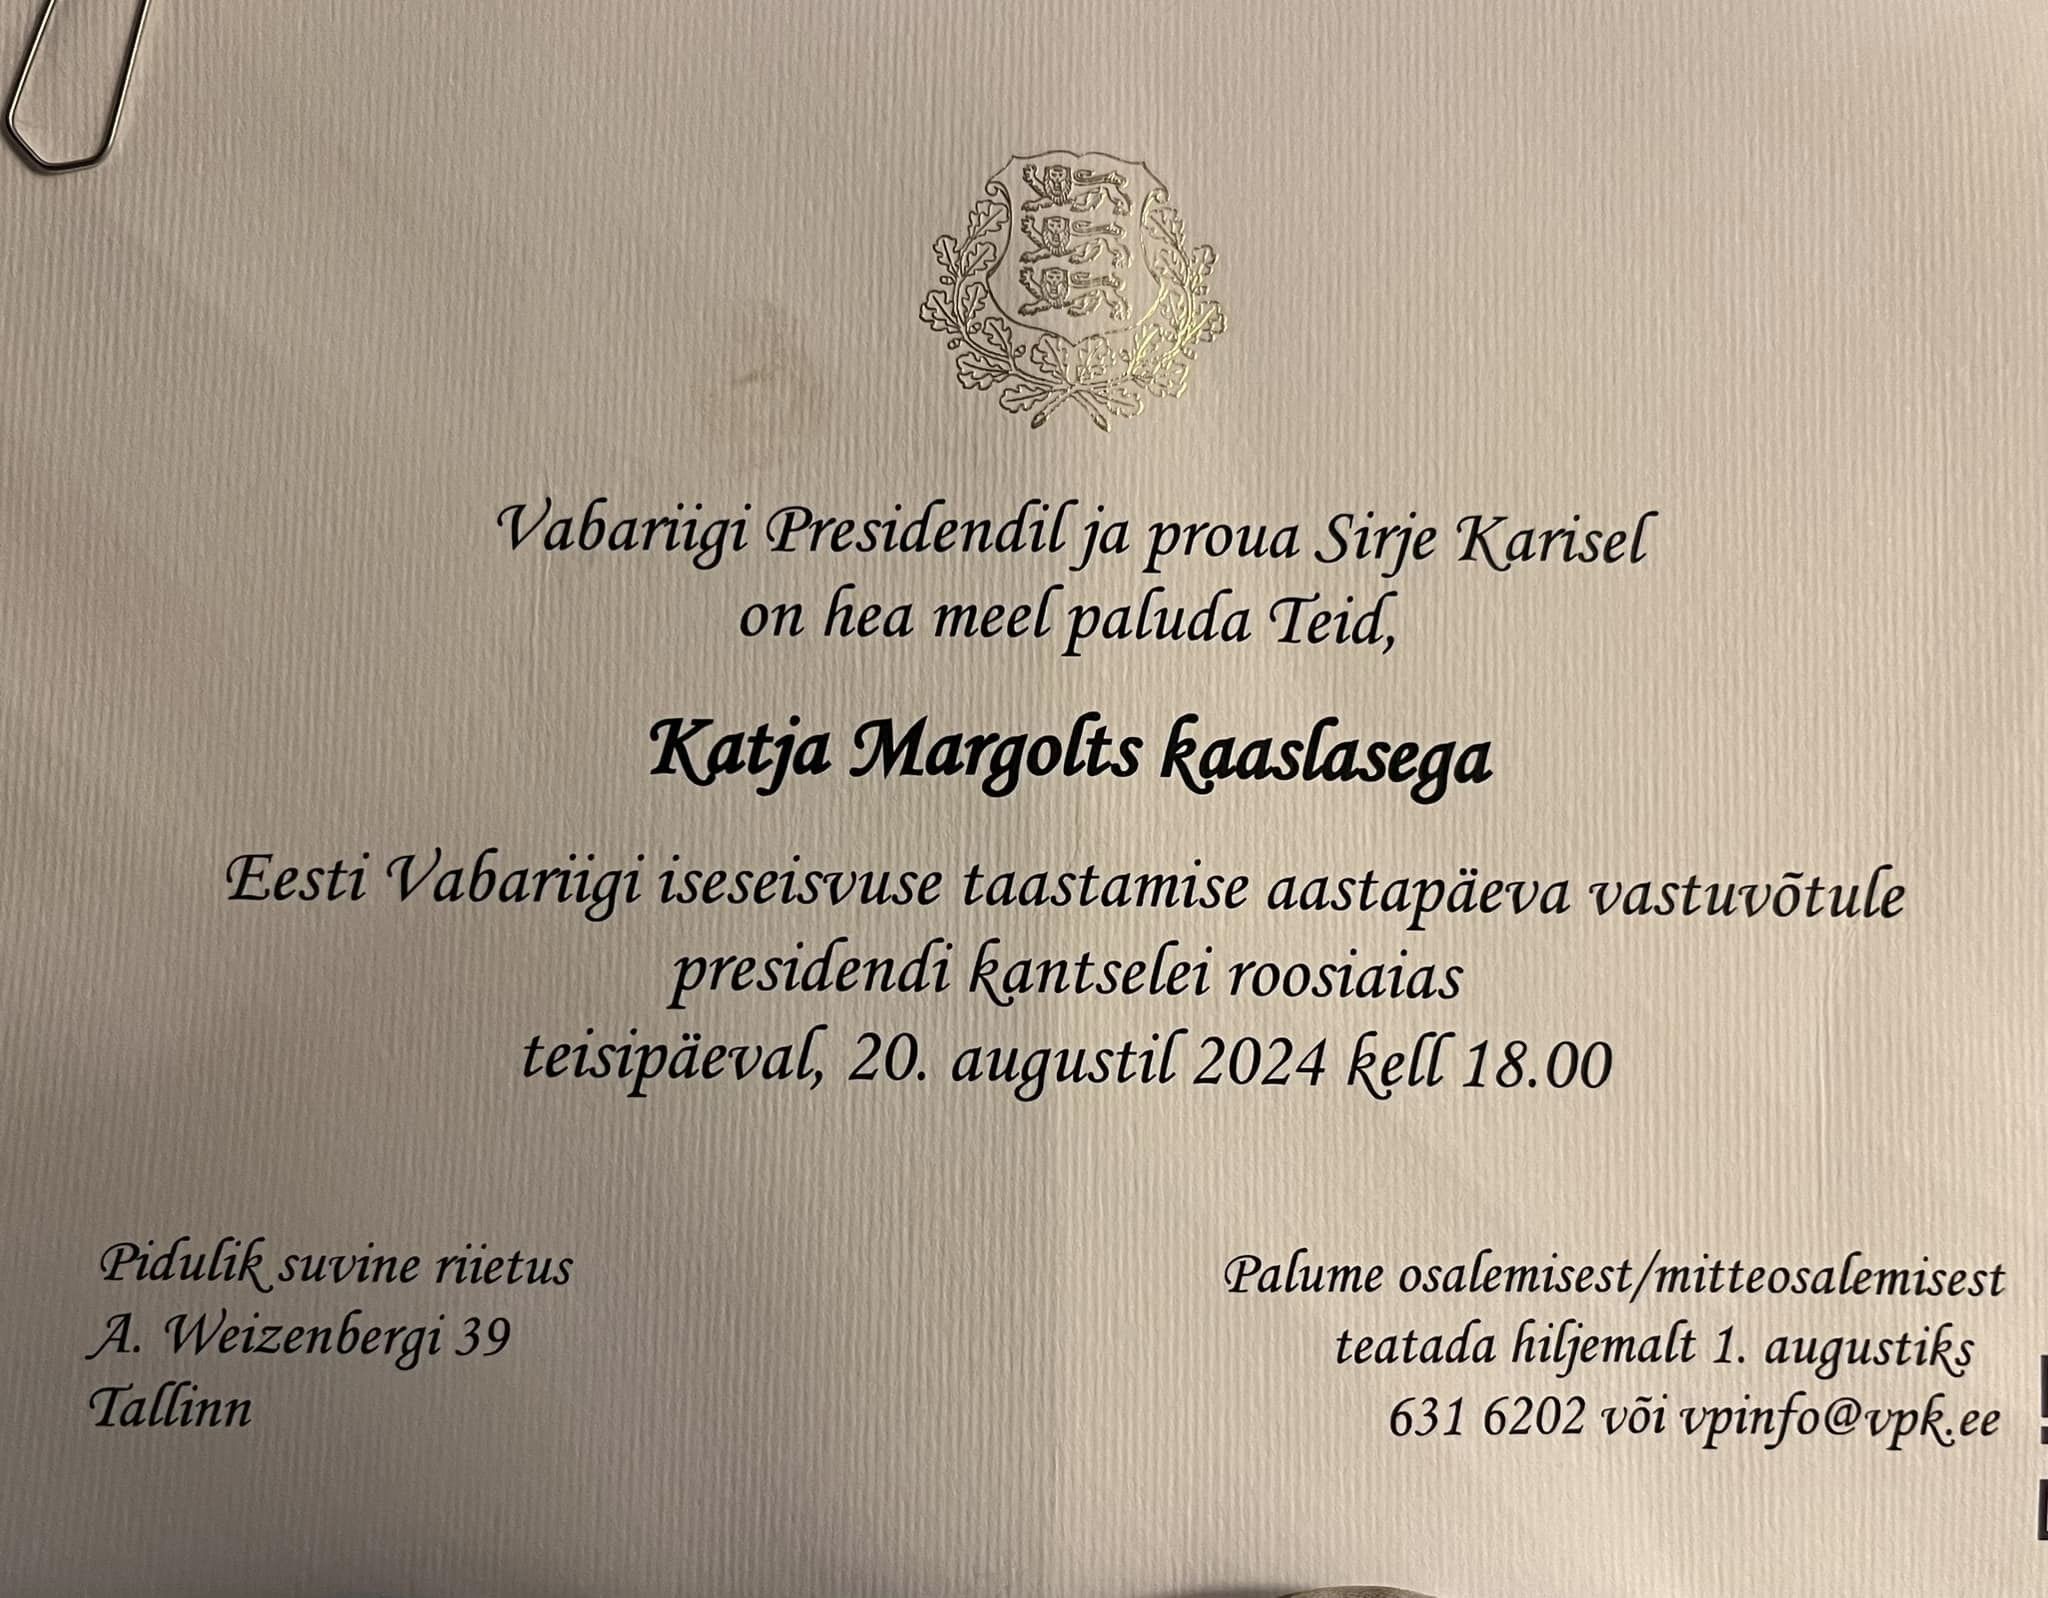 Vabariigi Presidendil ja proua Sirje Karisel
on hea meel paluda Teid,
Katja Margolts kaaslasega
Eesti Vabariigi iseseisvuse taastamise aastapäeva vastuvõtule
presidendi kantselei roosiaias
teisipäeval, 20. augustil 2024 kell 18.00
Pidulik suvine riietus
A. Weizenbergi 39
Tallinn
Palume osalemisest/mitteosalemisest
teatada hiljemalt 1. augustiks
631 6202 või vpinfo@vpk.ee